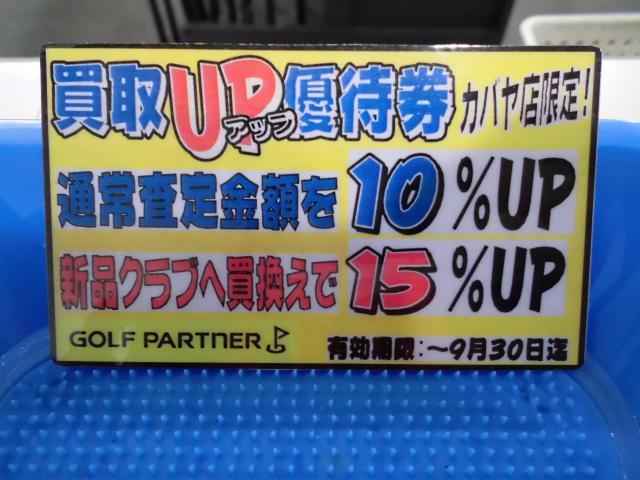 買取UPアップ優待券 カバヤ店限定!
通常査定金額を10%UP
新品クラブへ買換えで15%UP
GOLF PARTNER 有効期限:~9月30日迄